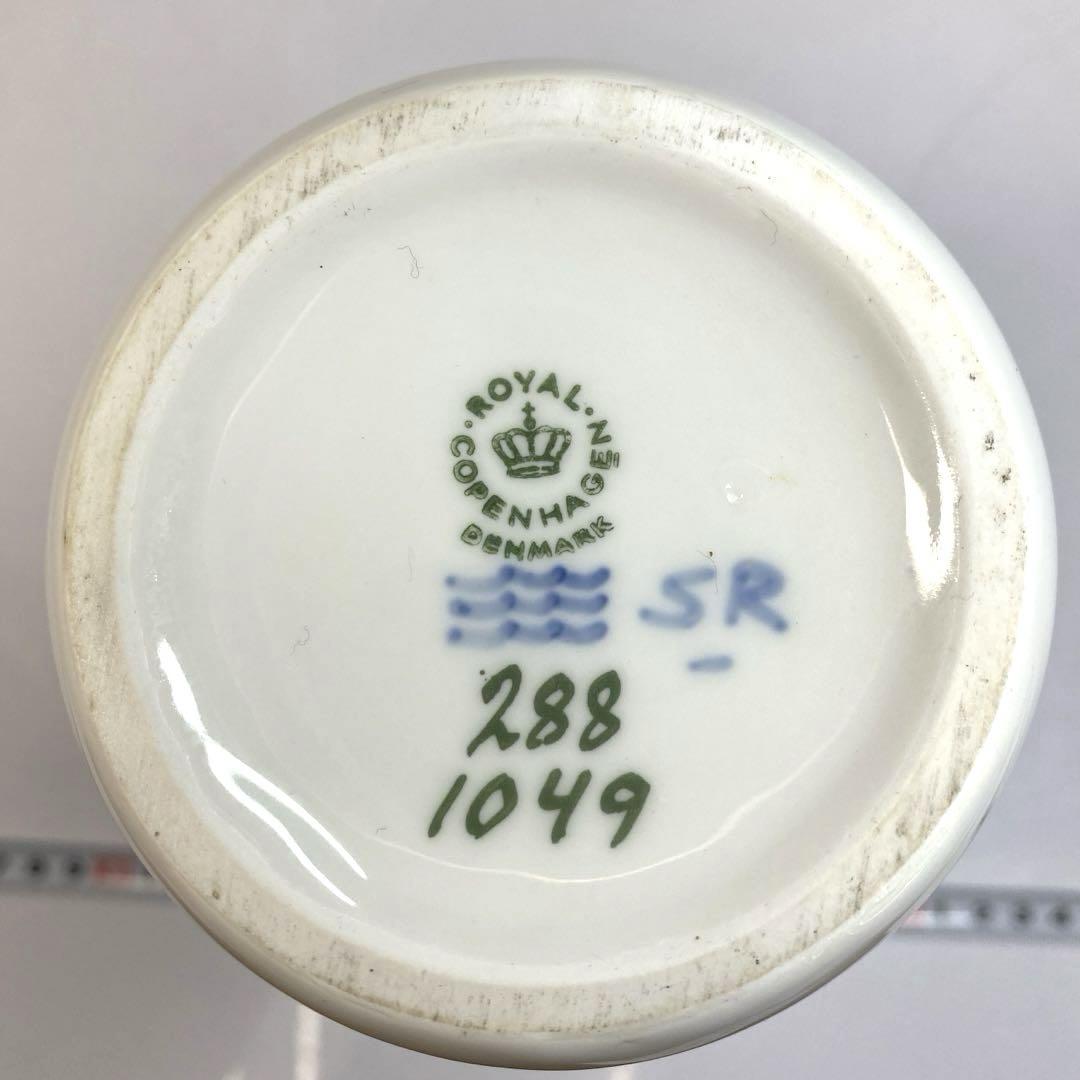 ROYAL
COPENHAGEN
DENMARK
SR
288
1049